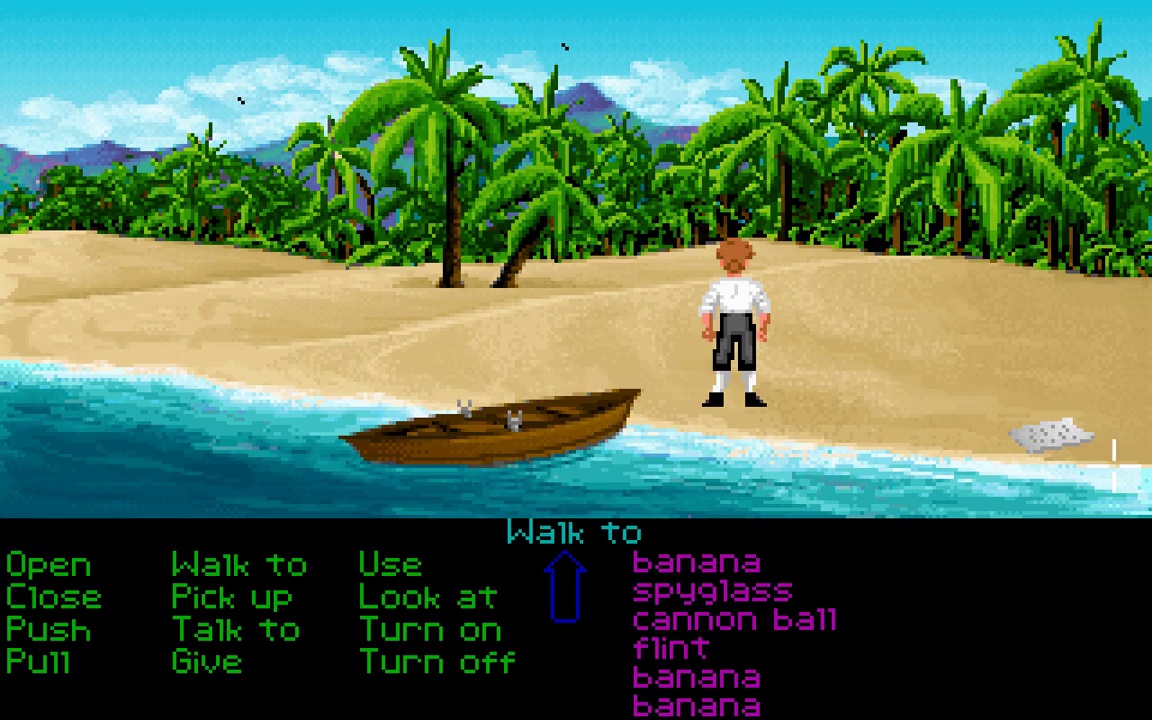 Walk to
Open Walk to Use
Close Pick up Look at
Push Talk to Turn on
Pull Give Turn off
banana
spyglass
cannon ball
flint
banana
banana